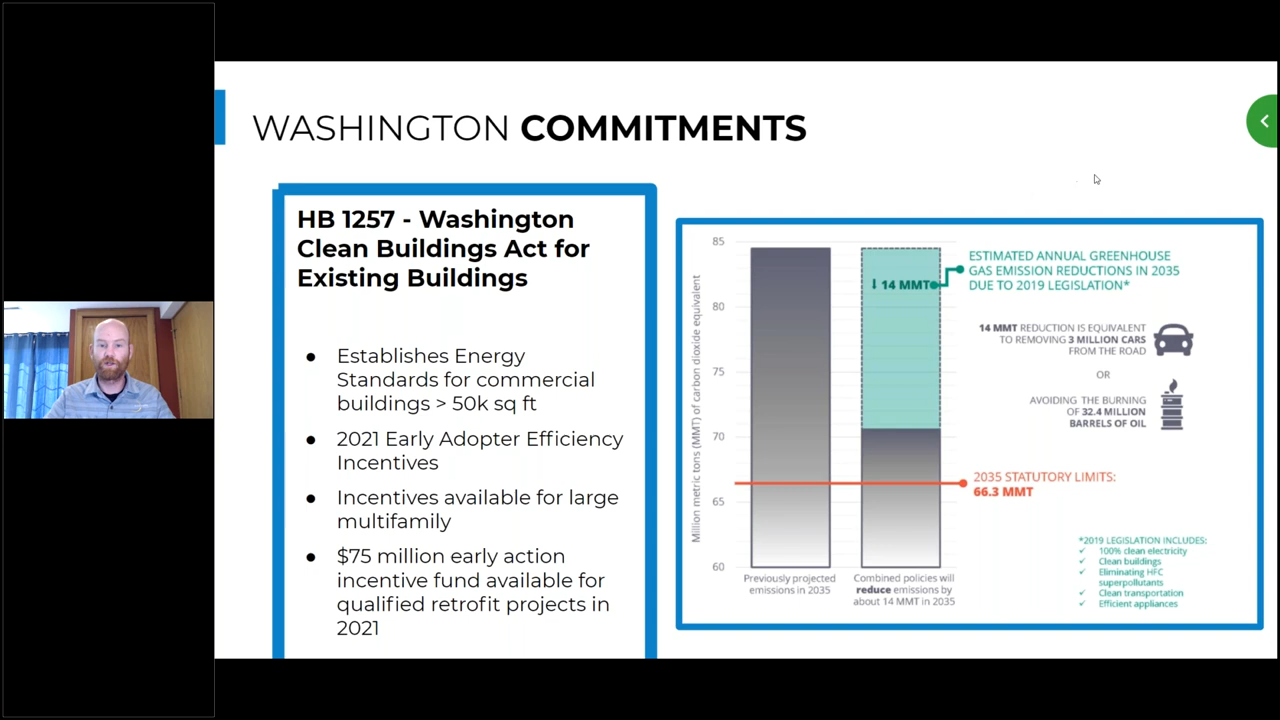 WASHINGTON COMMITMENTS
HB 1257 - Washington
Clean Buildings Act for
Existing Buildings
● Establishes Energy
Standards for commercial
buildings > 50k sq ft
● 2021 Early Adopter Efficiency
Incentives
● Incentives available for large
multifamily
● $75 million early action
incentive fund available for
qualified retrofit projects in
2021
Million metric tons (MMT) of carbon dioxide equivalent
85
80
75
70
65
60
Previously projected
emissions in 2035
Combined policies will
reduce emissions by
about 14 MMT in 2035
↓ 14 MMT
ESTIMATED ANNUAL GREENHOUSE
GAS EMISSION REDUCTIONS IN 2035
DUE TO 2019 LEGISLATION*
14 MMT REDUCTION IS EQUIVALENT
TO REMOVING 3 MILLION CARS
FROM THE ROAD
OR
AVOIDING THE BURNING
OF 32.4 MILLION
BARRELS OF OIL
2035 STATUTORY LIMITS:
66.3 MMT
*2019 LEGISLATION INCLUDES:
✓ 100% clean electricity
✓ Clean buildings
✓ Eliminating HFC
superpollutants
✓ Clean transportation
✓ Efficient appliances